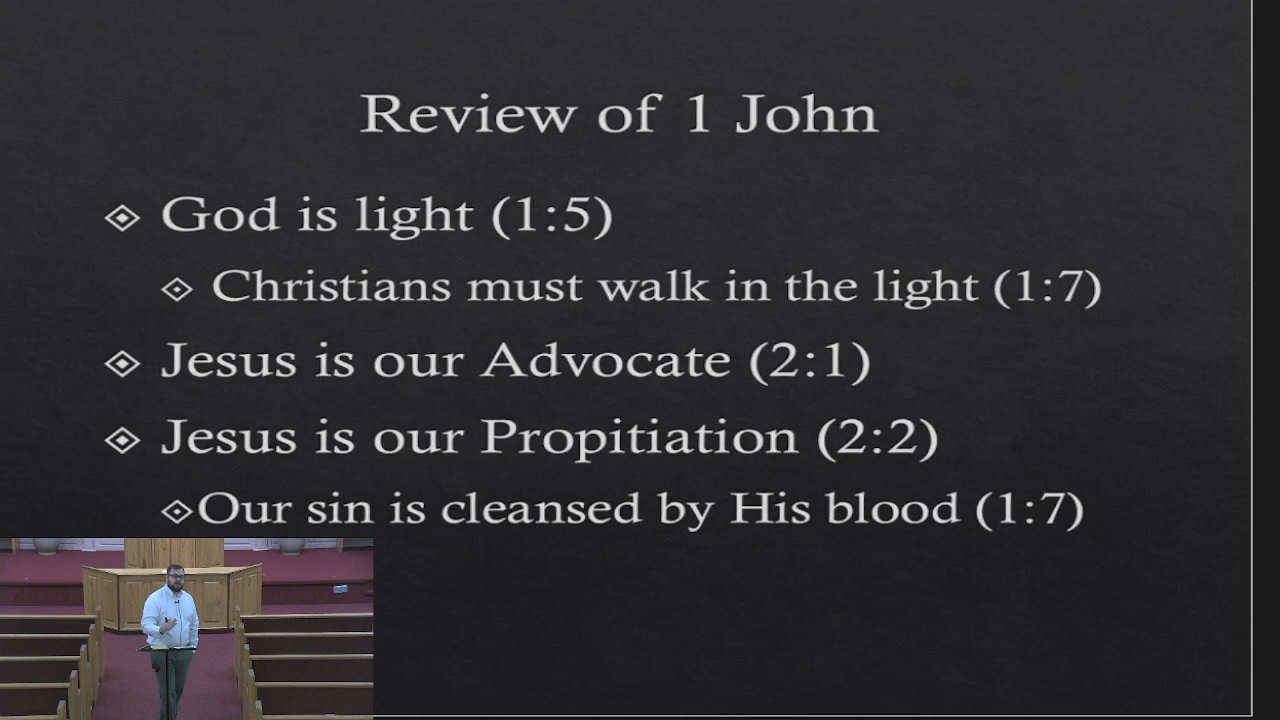 Review of 1 John
God is light (1:5)
Christians must walk in the light (1:7)
Jesus is our Advocate (2:1)
Jesus is our Propitiation (2:2)
Our sin is cleansed by His blood (1:7)